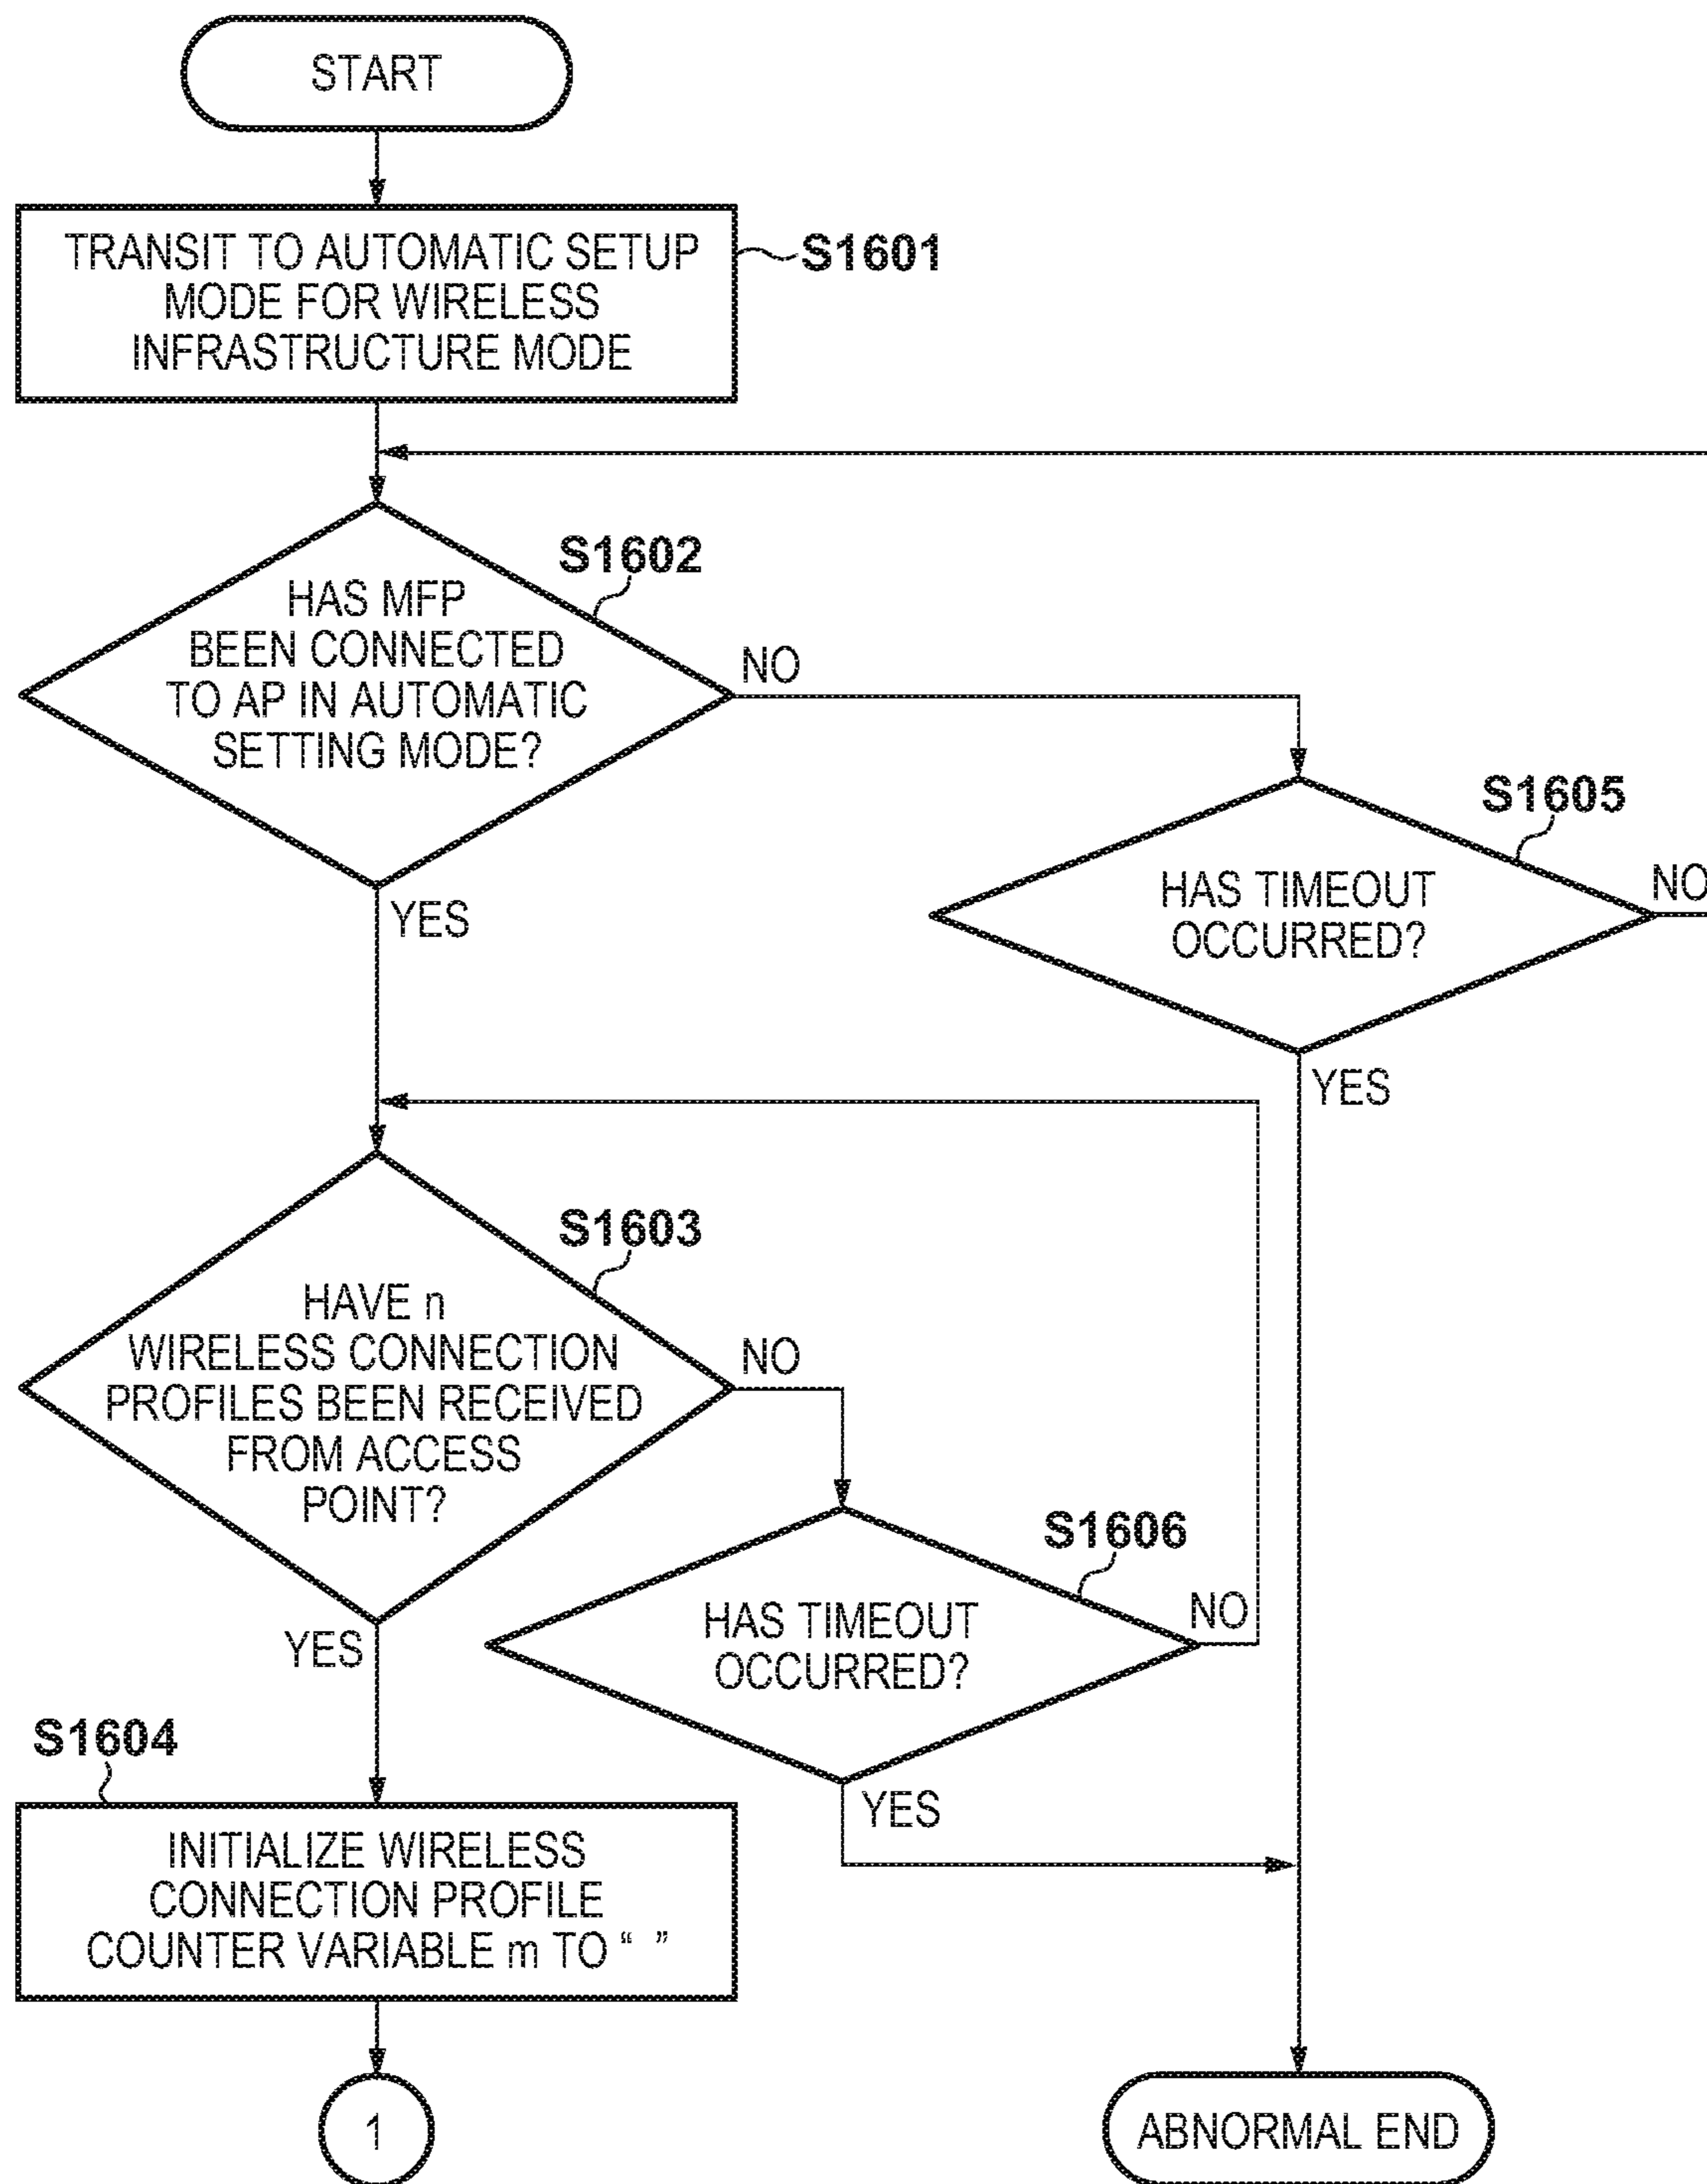 START
TRANSIT TO AUTOMATIC SETUP
MODE FOR WIRELESS
INFRASTRUCTURE MODE
S1601
S1602
HAS MFP
BEEN CONNECTED
TO AP IN AUTOMATIC
SETTING MODE?
NO
YES
S1605
HAS TIMEOUT
OCCURRED?
NO
YES
S1603
HAVE n
WIRELESS CONNECTION
PROFILES BEEN RECEIVED
FROM ACCESS
POINT?
NO
YES
S1606
HAS TIMEOUT
OCCURRED?
NO
YES
S1604
INITIALIZE WIRELESS
CONNECTION PROFILE
COUNTER VARIABLE m TO “ ”
1
ABNORMAL END